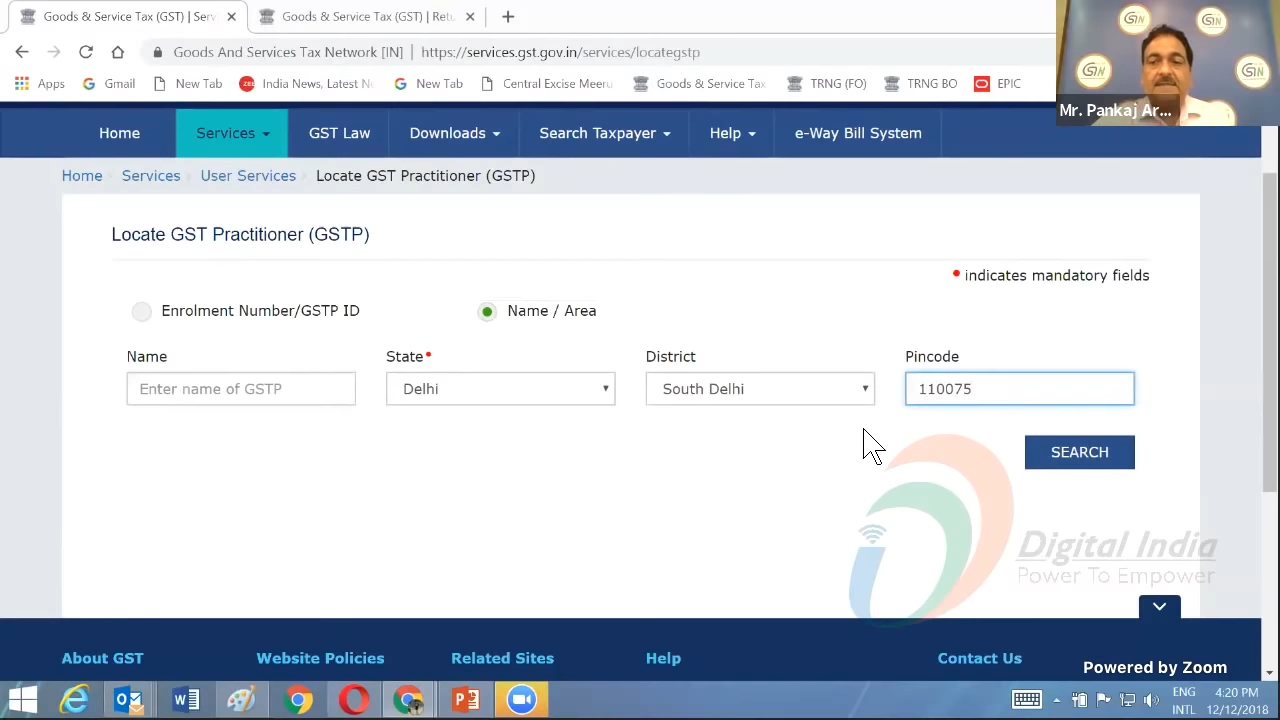 Goods & Service Tax (GST) | Serv
Goods & Service Tax (GST) | Retu
Goods And Services Tax Network [IN] | https://services.gst.gov.in/services/locategstp
Apps Gmail New Tab India News, Latest N New Tab Central Excise Meeru Goods & Service Tax TRNG (FO) TRNG BO EPIC
Mr. Pankaj Ar...
Home Services GST Law Downloads Search Taxpayer Help e-Way Bill System
Home Services User Services Locate GST Practitioner (GSTP)
Locate GST Practitioner (GSTP)
• indicates mandatory fields
Enrolment Number/GSTP ID Name / Area
Name State• District Pincode
Enter name of GSTP Delhi South Delhi 110075
SEARCH
Digital India
Power To Empower
About GST Website Policies Related Sites Help Contact Us
Powered by Zoom
ENG 4:20 PM
INTL 12/12/2018